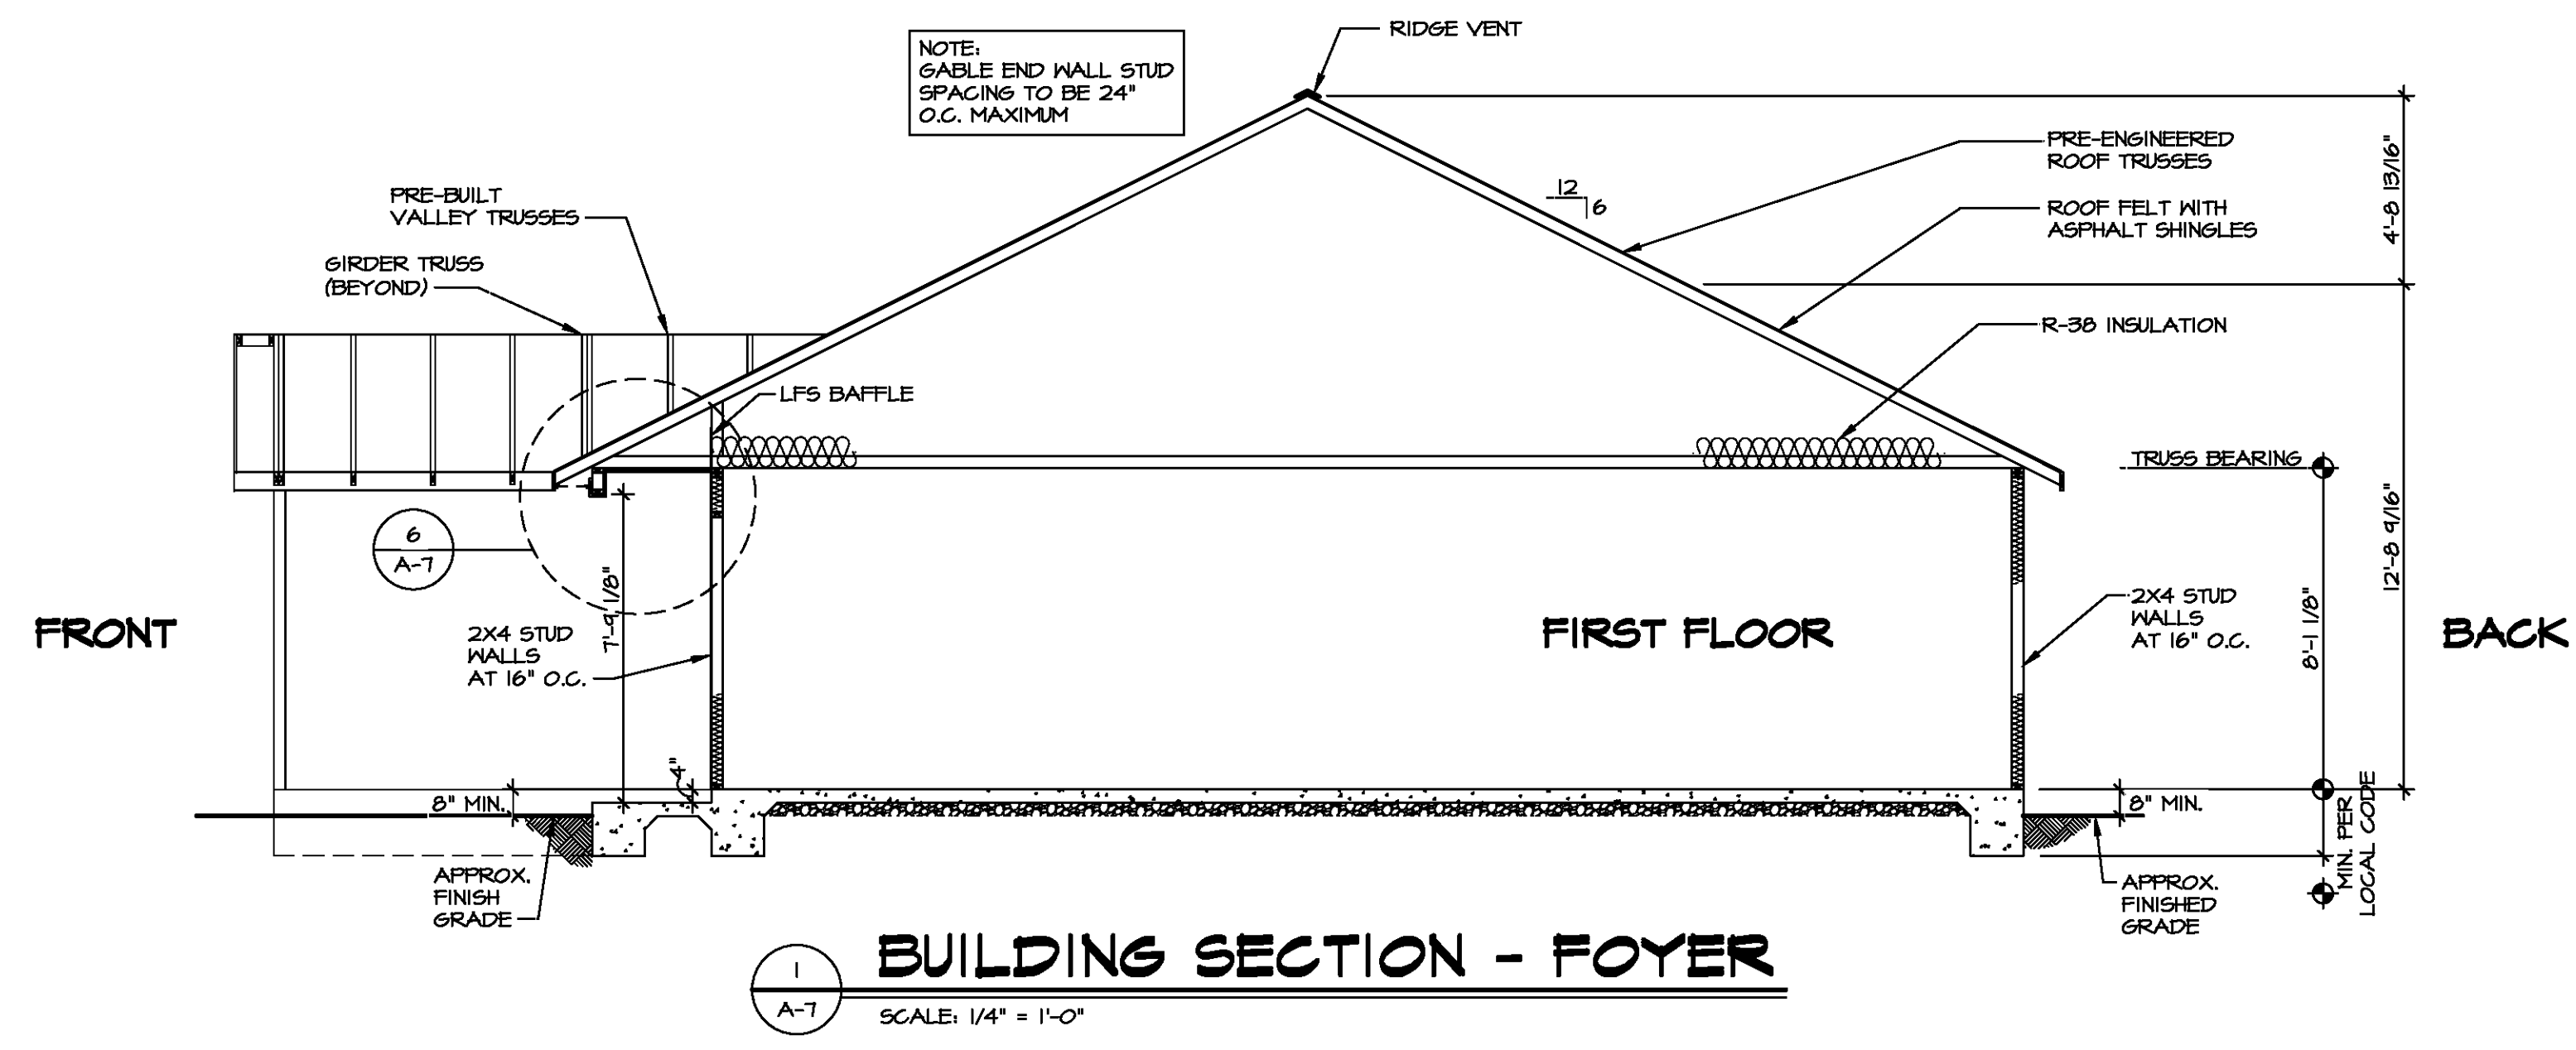 RIDGE VENT
NOTE:
GABLE END WALL STUD
SPACING TO BE 24"
O.C. MAXIMUM
PRE-ENGINEERED
ROOF TRUSSES
4'-8 13/16"
12
6
PRE-BUILT
VALLEY TRUSSES
ROOF FELT WITH
ASPHALT SHINGLES
GIRDER TRUSS
(BEYOND)
R-38 INSULATION
LFS BAFFLE
TRUSS BEARING
12'-8 9/16"
6
A-7
7'-9 1/8"
8'-1 1/8"
2X4 STUD
WALLS
AT 16" O.C.
2X4 STUD
WALLS
AT 16" O.C.
FRONT
FIRST FLOOR
BACK
4"
8" MIN.
8" MIN.
MIN. PER
LOCAL CODE
APPROX.
FINISH
GRADE
APPROX.
FINISHED
GRADE
1
A-7
BUILDING SECTION - FOYER
SCALE: 1/4" = 1'-0"